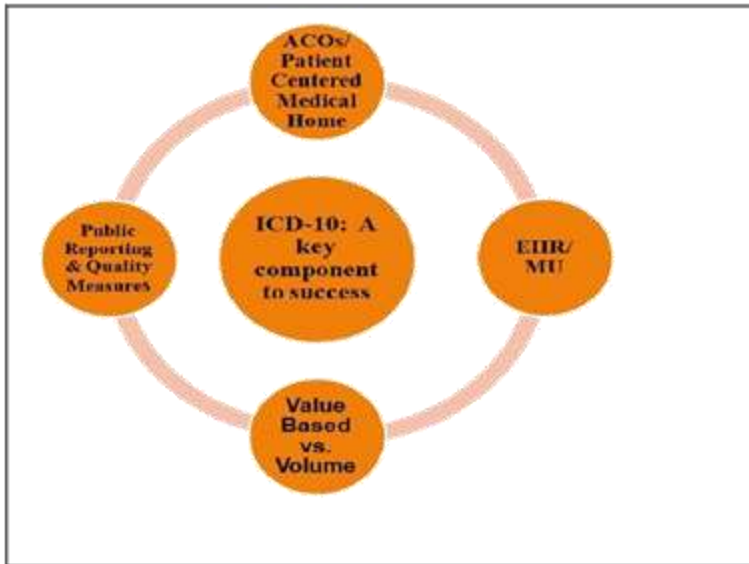 ACOs/
Patient
Centered
Medical
Home
Public
Reporting
& Quality
Measures
ICD-10: A
key
component
to success
EHR/
MU
Value
Based
vs.
Volume